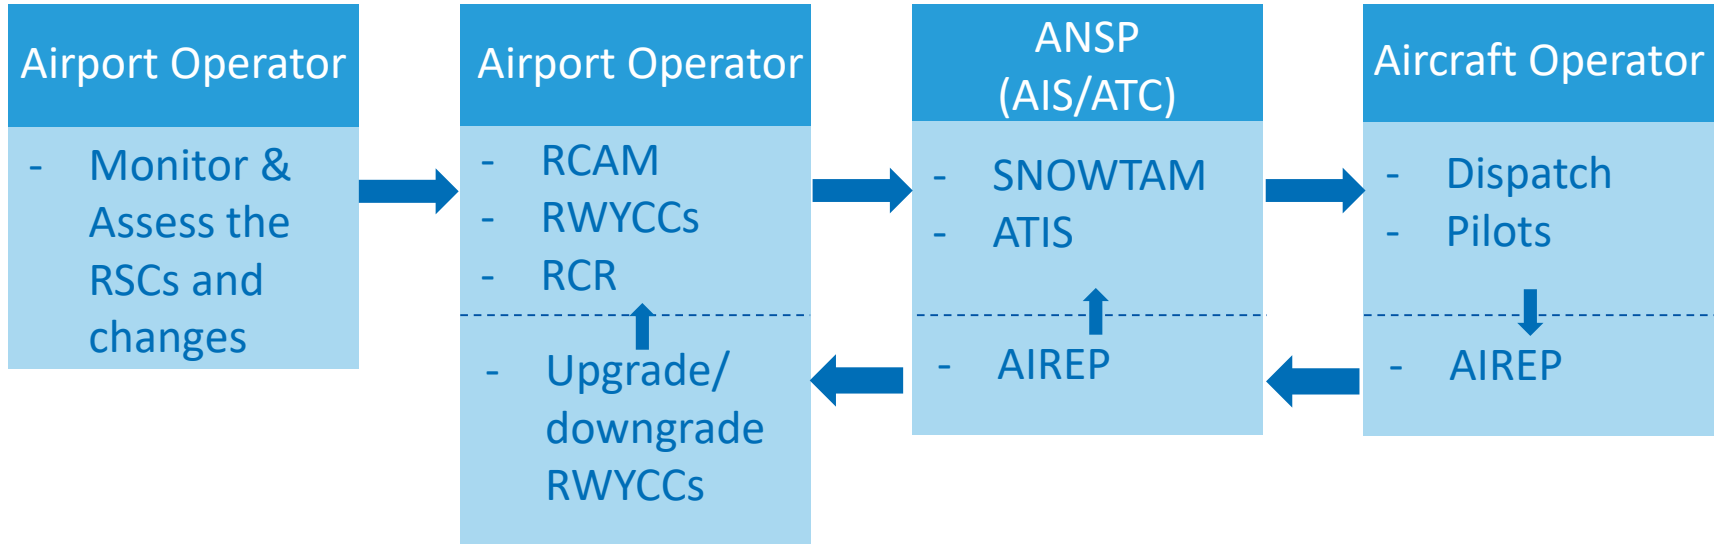 Airport Operator
- Monitor &
Assess the
RSCs and
changes
Airport Operator
- RCAM
- RWYCCs
- RCR
- Upgrade/
downgrade
RWYCCs
ANSP
(AIS/ATC)
- SNOWTAM
- ATIS
- AIREP
Aircraft Operator
- Dispatch
- Pilots
- AIREP